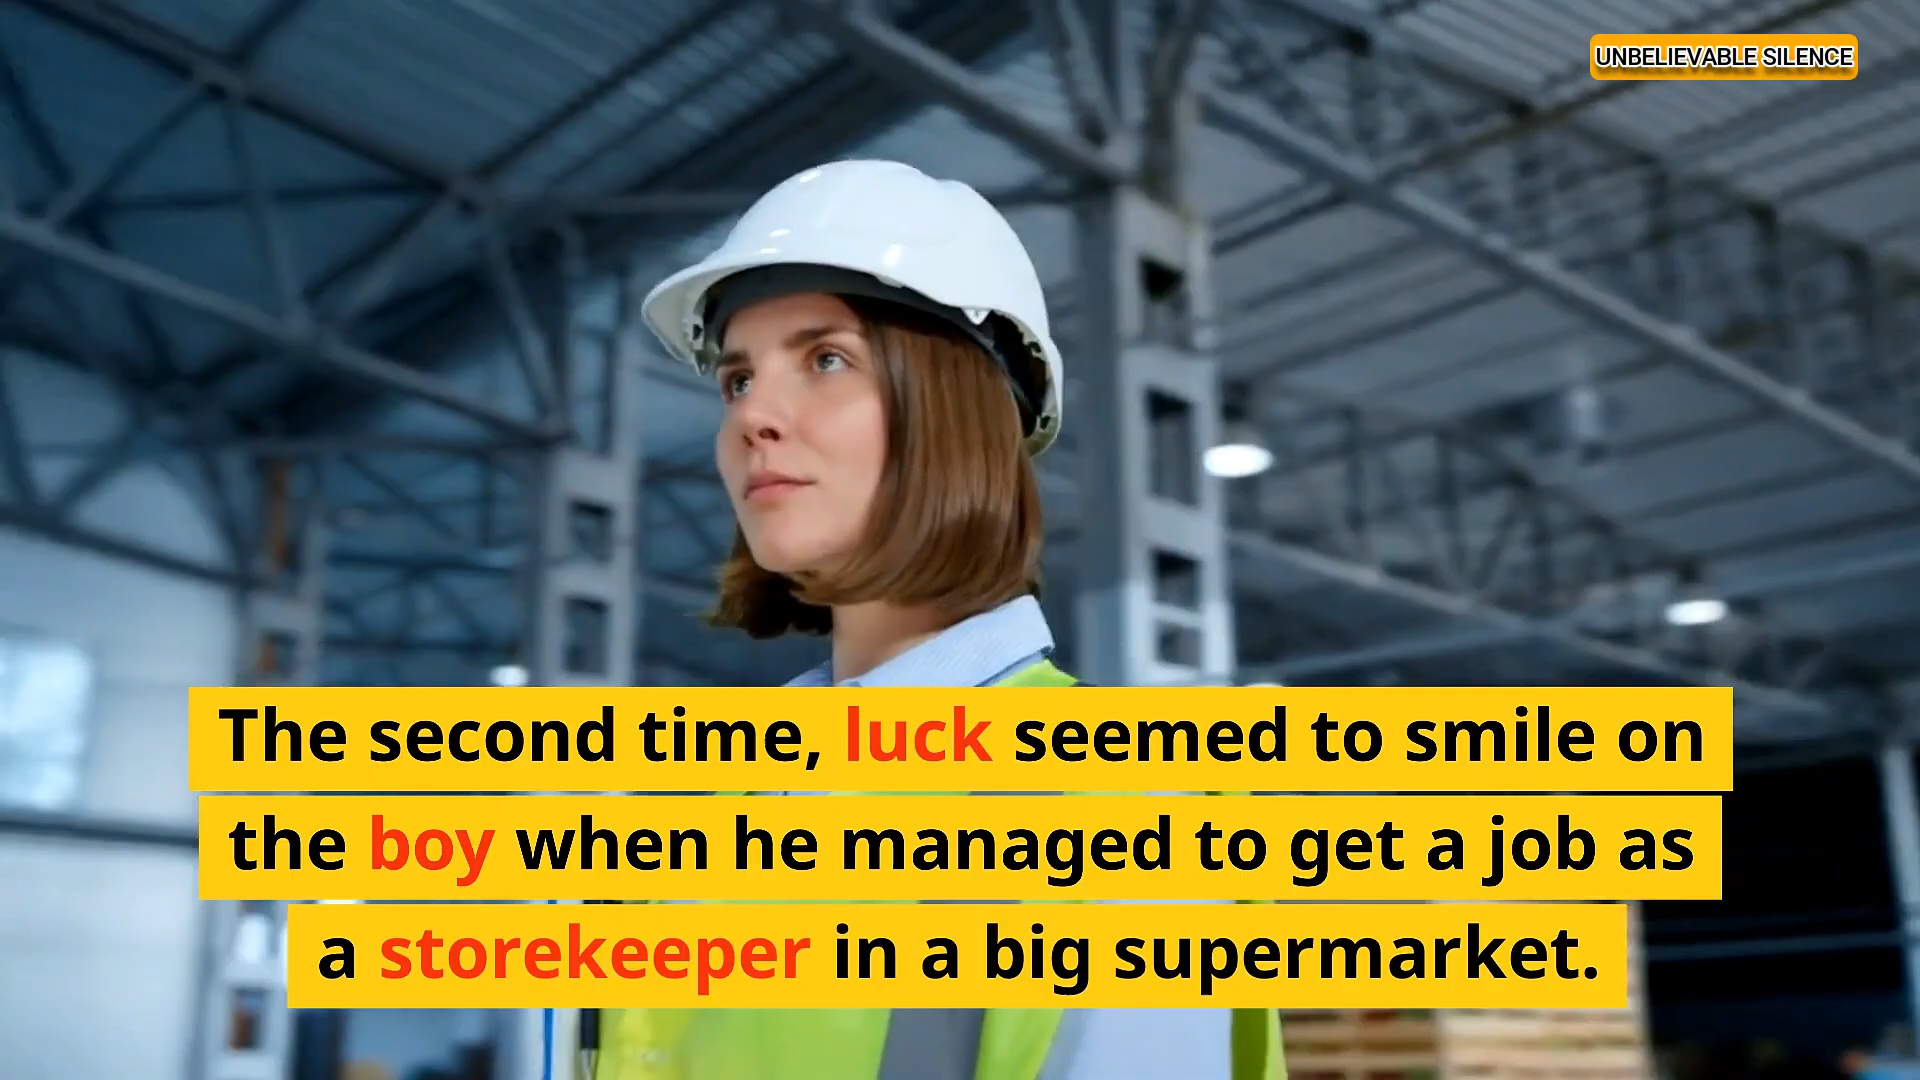 UNBELIEVABLE SILENCE
The second time, luck seemed to smile on
the boy when he managed to get a job as
a storekeeper in a big supermarket.